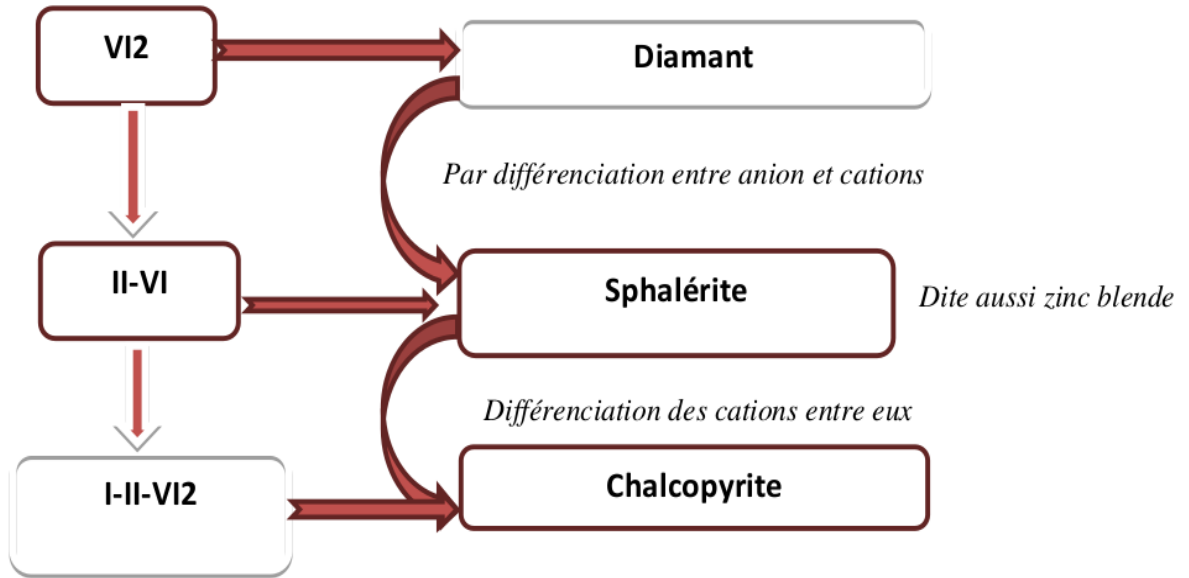 VI2
Diamant
Par différenciation entre anion et cations
II-VI
Sphalérite
Dite aussi zinc blende
Différenciation des cations entre eux
I-II-VI2
Chalcopyrite